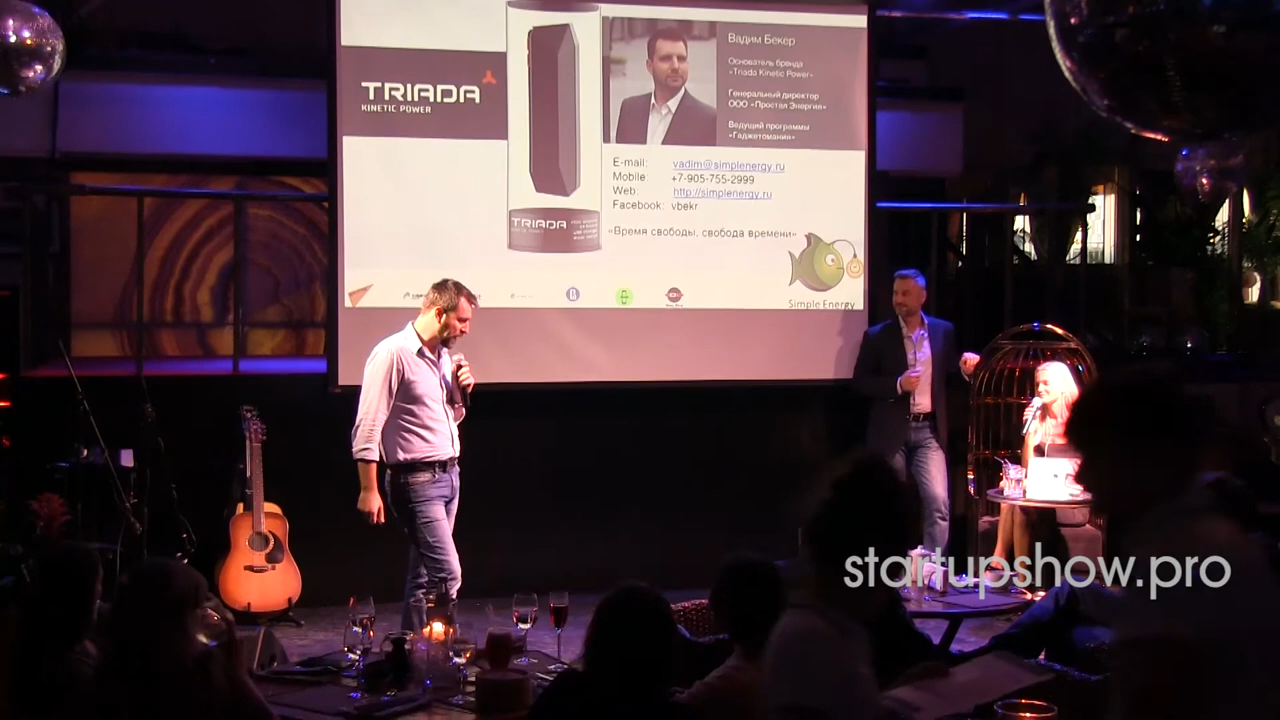 TRIADA
KINETIC POWER
TRIADA
Вадим Бекер
Основатель бренда
«Triada Kinetic Power»
Генеральный директор
ООО «Простая Энергия»
Ведущий программы
«Гаджетомания»
E-mail: vadim@simplenergy.ru
Mobile: +7-905-755-2999
Web: http://simplenergy.ru
Facebook: vbekr
«Время свободы, свобода времени»
Simple Energy
startupshow.pro